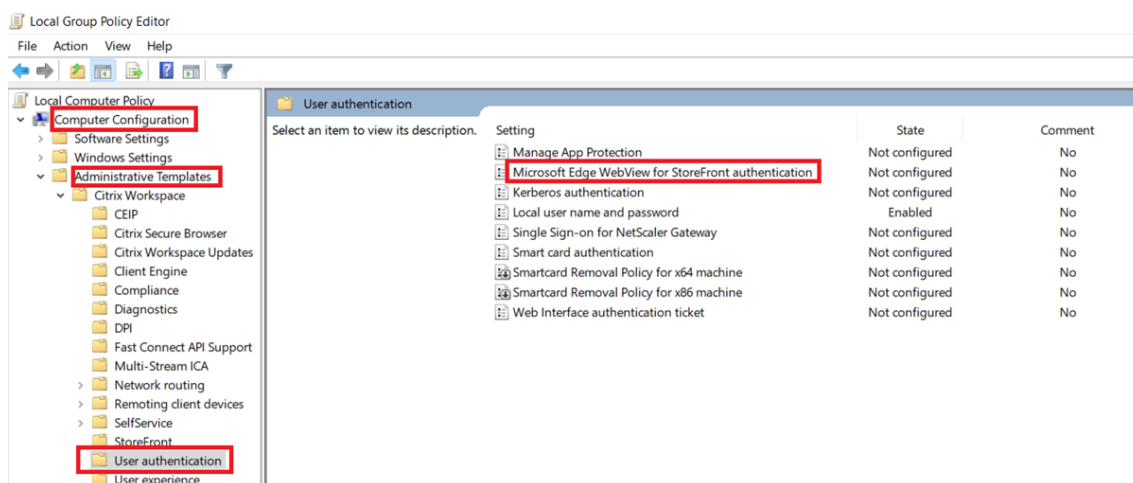 Local Group Policy Editor
File Action View Help
Local Computer Policy
Computer Configuration
Software Settings
Windows Settings
Administrative Templates
Citrix Workspace
CEIP
Citrix Secure Browser
Citrix Workspace Updates
Client Engine
Compliance
Diagnostics
DPI
Fast Connect API Support
Multi-Stream ICA
Network routing
Remoting client devices
SelfService
StoreFront
User authentication
User experience
User authentication
Select an item to view its description.
Setting State Comment
Manage App Protection Not configured No
Microsoft Edge WebView for StoreFront authentication Not configured No
Kerberos authentication Not configured No
Local user name and password Enabled No
Single Sign-on for NetScaler Gateway Not configured No
Smart card authentication Not configured No
Smartcard Removal Policy for x64 machine Not configured No
Smartcard Removal Policy for x86 machine Not configured No
Web Interface authentication ticket Not configured No